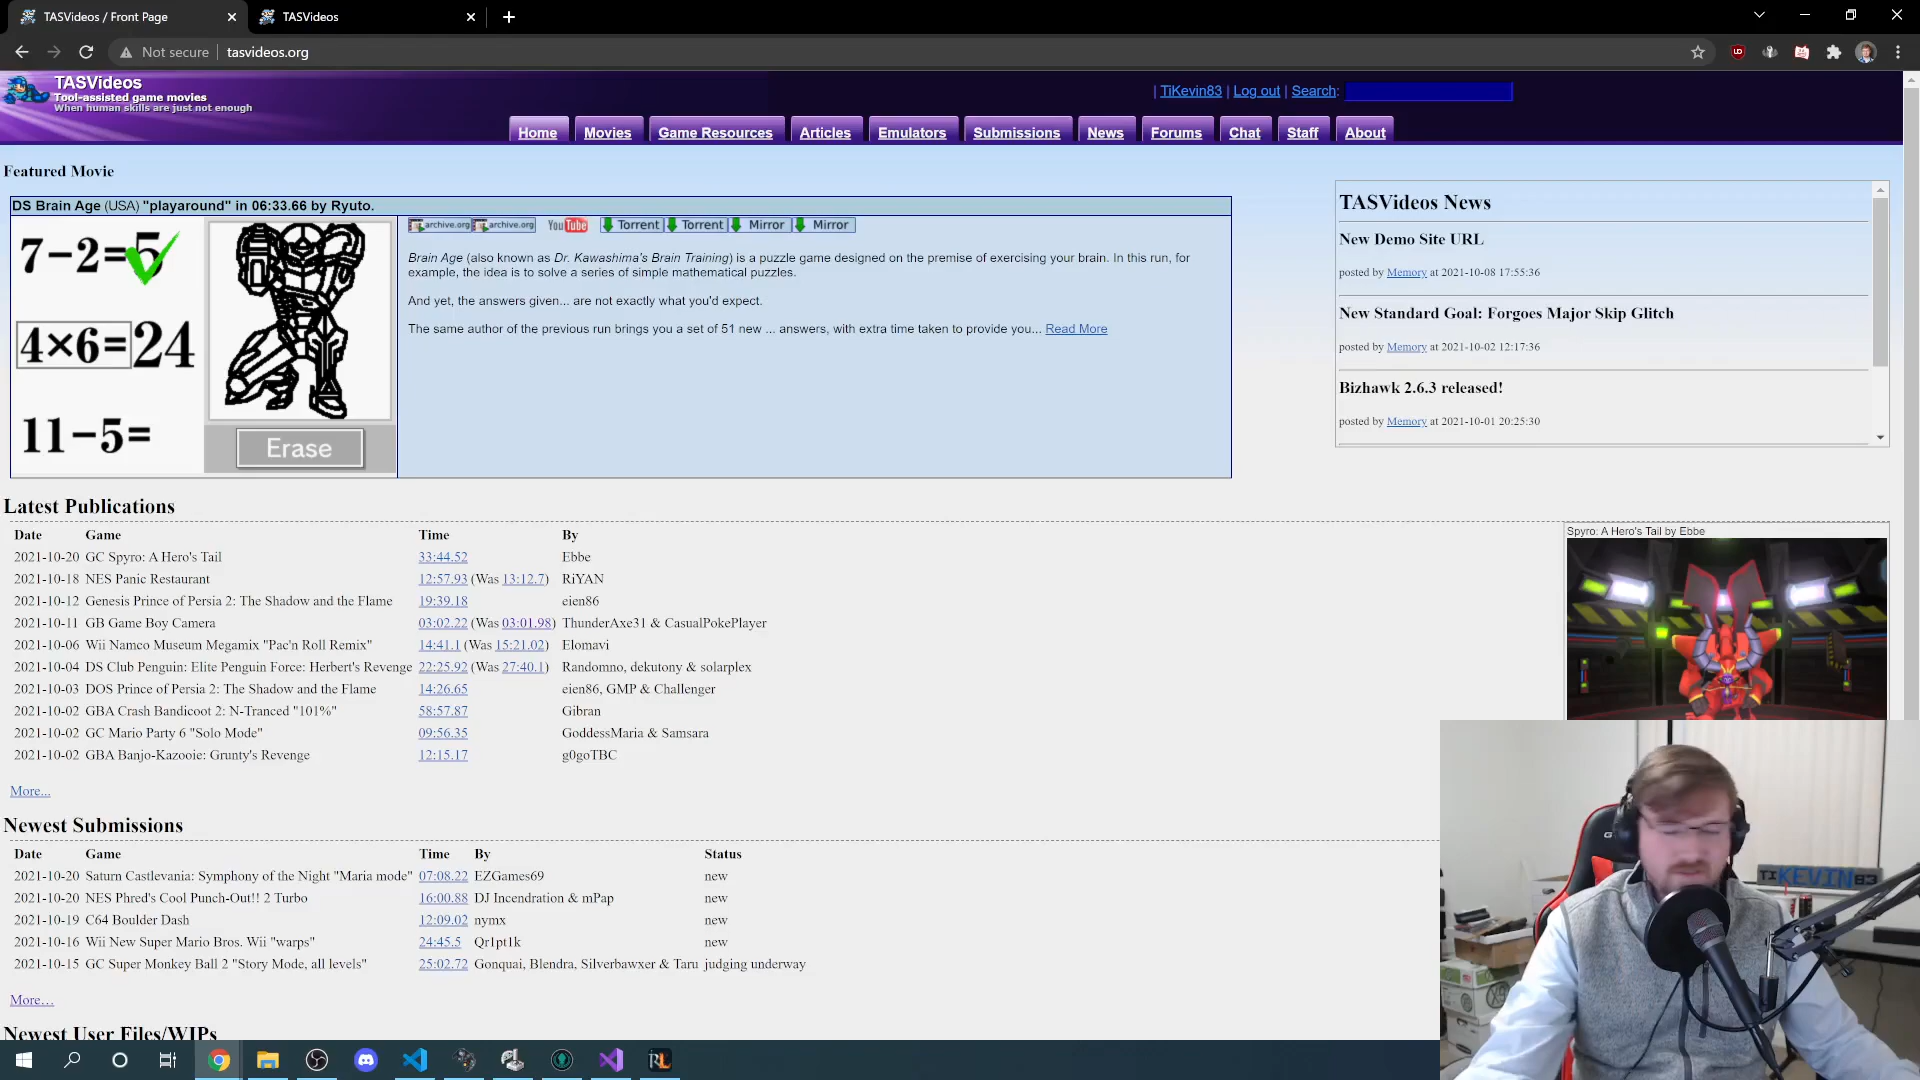 TASVideos / Front Page
TASVideos
Not secure
tasvideos.org
TASVideos
Tool-assisted game movies
When human skills are just not enough
| TiKevin83 | Log out | Search:
Home
Movies
Game Resources
Articles
Emulators
Submissions
News
Forums
Chat
Staff
About
Featured Movie
DS Brain Age (USA) "playaround" in 06:33.66 by Ryuto.
7-2=5
4×6=24
11-5=
Erase
archive.org
archive.org
YouTube
Torrent
Torrent
Mirror
Mirror
Brain Age (also known as Dr. Kawashima's Brain Training) is a puzzle game designed on the premise of exercising your brain. In this run, for
example, the idea is to solve a series of simple mathematical puzzles.
And yet, the answers given... are not exactly what you'd expect.
The same author of the previous run brings you a set of 51 new ... answers, with extra time taken to provide you... Read More
TASVideos News
New Demo Site URL
posted by Memory at 2021-10-08 17:55:36
New Standard Goal: Forgoes Major Skip Glitch
posted by Memory at 2021-10-02 12:17:36
Bizhawk 2.6.3 released!
posted by Memory at 2021-10-01 20:25:30
Latest Publications
Date Game Time By
2021-10-20 GC Spyro: A Hero's Tail 33:44.52 Ebbe
2021-10-18 NES Panic Restaurant 12:57.93 (Was 13:12.7) RiYAN
2021-10-12 Genesis Prince of Persia 2: The Shadow and the Flame 19:39.18 eien86
2021-10-11 GB Game Boy Camera 03:02.22 (Was 03:01.98) ThunderAxe31 & CasualPokePlayer
2021-10-06 Wii Namco Museum Megamix "Pac'n Roll Remix" 14:41.1 (Was 15:21.02) Elomavi
2021-10-04 DS Club Penguin: Elite Penguin Force: Herbert's Revenge 22:25.92 (Was 27:40.1) Randomno, dekutony & solarplex
2021-10-03 DOS Prince of Persia 2: The Shadow and the Flame 14:26.65 eien86, GMP & Challenger
2021-10-02 GBA Crash Bandicoot 2: N-Tranced "101%" 58:57.87 Gibran
2021-10-02 GC Mario Party 6 "Solo Mode" 09:56.35 GoddessMaria & Samsara
2021-10-02 GBA Banjo-Kazooie: Grunty's Revenge 12:15.17 g0goTBC
More...
Spyro: A Hero's Tail by Ebbe
Newest Submissions
Date Game Time By Status
2021-10-20 Saturn Castlevania: Symphony of the Night "Maria mode" 07:08.22 EZGames69 new
2021-10-20 NES Phred's Cool Punch-Out!! 2 Turbo 16:00.88 DJ Incendration & mPap new
2021-10-19 C64 Boulder Dash 12:09.02 nymx new
2021-10-16 Wii New Super Mario Bros. Wii "warps" 24:45.5 Qr1pt1k new
2021-10-15 GC Super Monkey Ball 2 "Story Mode, all levels" 25:02.72 Gonquai, Blendra, Silverbawxer & Taru judging underway
More…
Newest User Files/WIPs
TIKEVIN83
RL